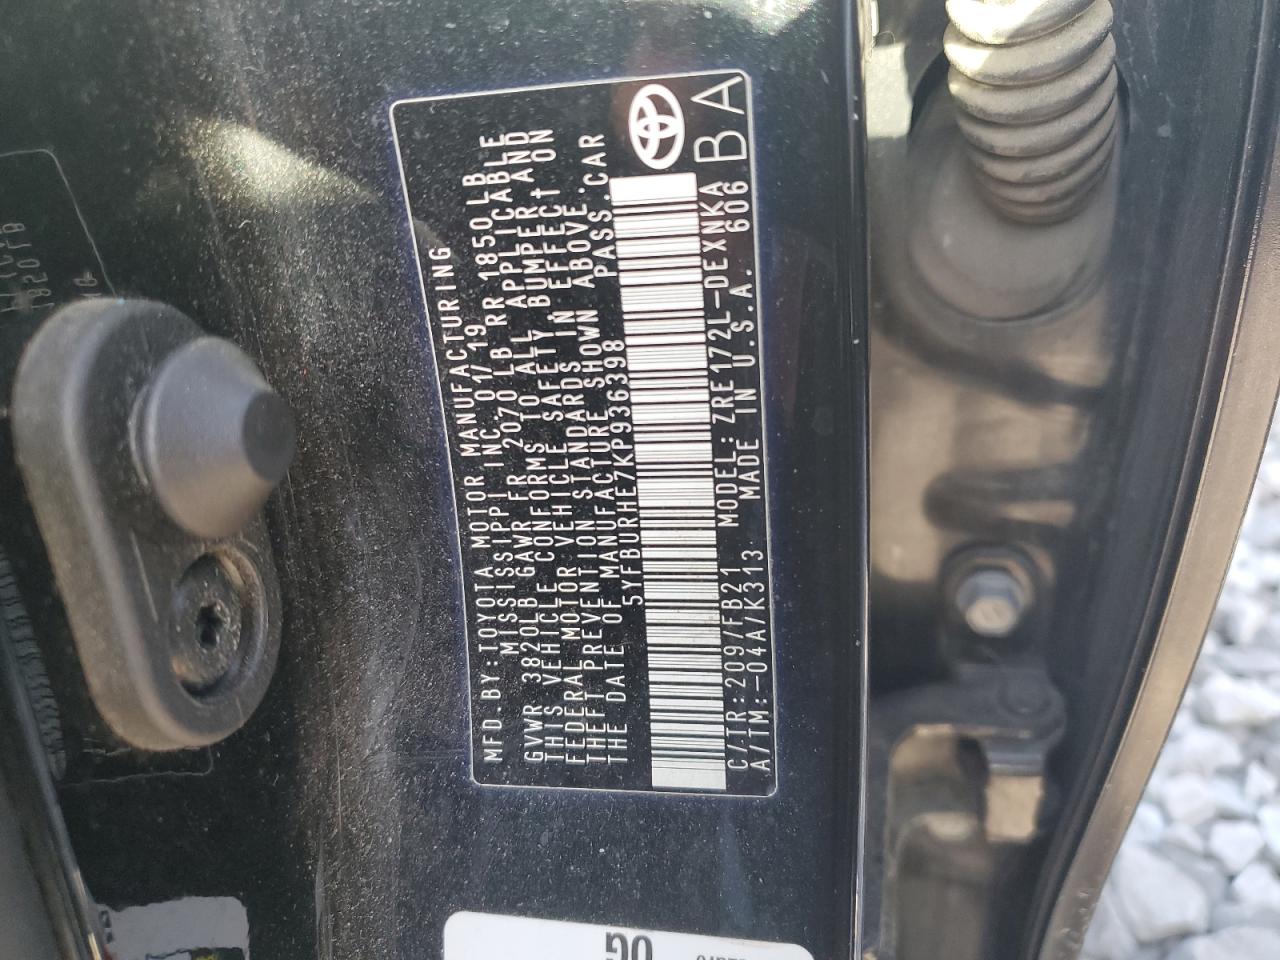 MFD.BY:TOYOTA MOTOR MANUFACTURING
MISSISSIPPI INC. 01/19
GVWR 3820LB GAWR FR 2070 LB RR 1850 LB
THIS VEHICLE CONFORMS TO ALL APPLICABLE
FEDERAL MOTOR VEHICLE SAFETY, BUMPER AND
THEFT PREVENTION STANDARDS IN EFFECT ON
THE DATE OF MANUFACTURE SHOWN ABOVE.
5YFBURHE7KP936398 PASS.CAR
C/TR:209/FB21 MODEL: ZRE172L-DEXNKA
A/TM:-04A/K313 MADE IN U.S.A. 606
BA